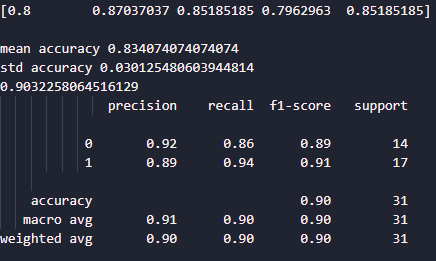 [0.8 0.87037037 0.85185185 0.7962963 0.85185185]
mean accuracy 0.834074074074074
std accuracy 0.030125480603944814
0.9032258064516129
precision recall f1-score support
0 0.92 0.86 0.89 14
1 0.89 0.94 0.91 17
accuracy 0.90 31
macro avg 0.91 0.90 0.90 31
weighted avg 0.90 0.90 0.90 31